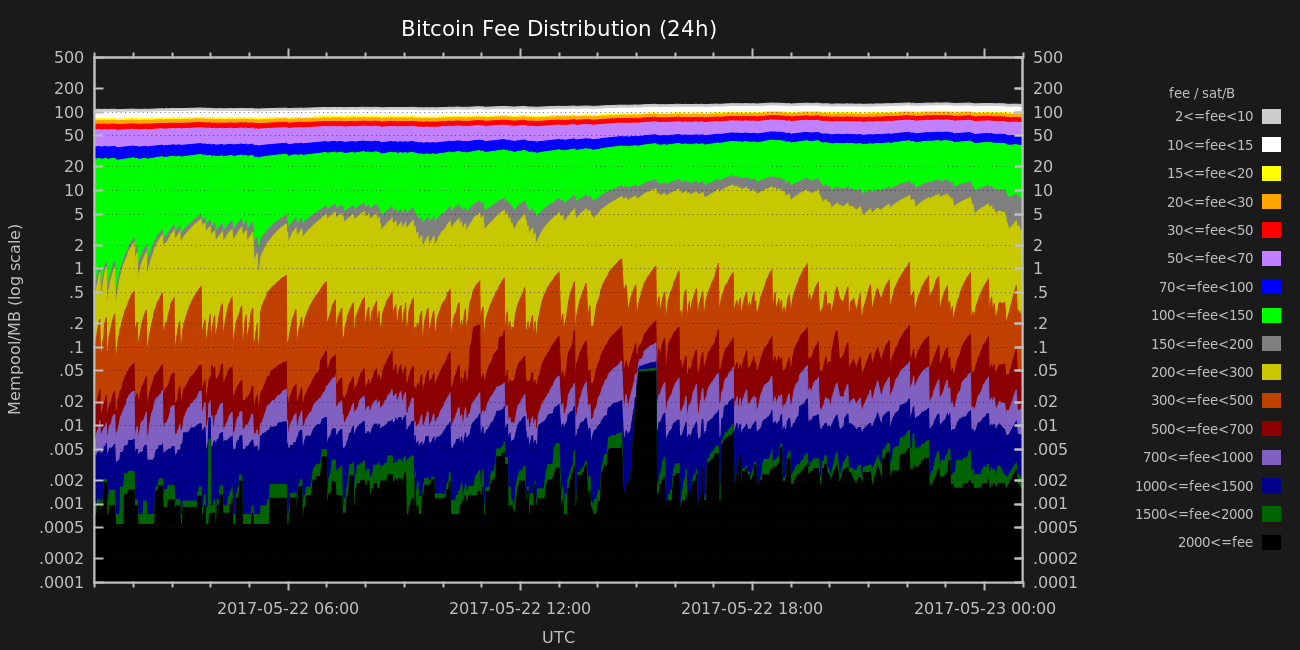 Bitcoin Fee Distribution (24h)
Mempool/MB (log scale)
500
200
100
50
20
10
5
2
1
.5
.2
.1
.05
.02
.01
.005
.002
.001
.0005
.0002
.0001
500
200
100
50
20
10
5
2
1
.5
.2
.1
.05
.02
.01
.005
.002
.001
.0005
.0002
.0001
2017-05-22 06:00
2017-05-22 12:00
2017-05-22 18:00
2017-05-23 00:00
UTC
fee / sat/B
2<=fee<10
10<=fee<15
15<=fee<20
20<=fee<30
30<=fee<50
50<=fee<70
70<=fee<100
100<=fee<150
150<=fee<200
200<=fee<300
300<=fee<500
500<=fee<700
700<=fee<1000
1000<=fee<1500
1500<=fee<2000
2000<=fee